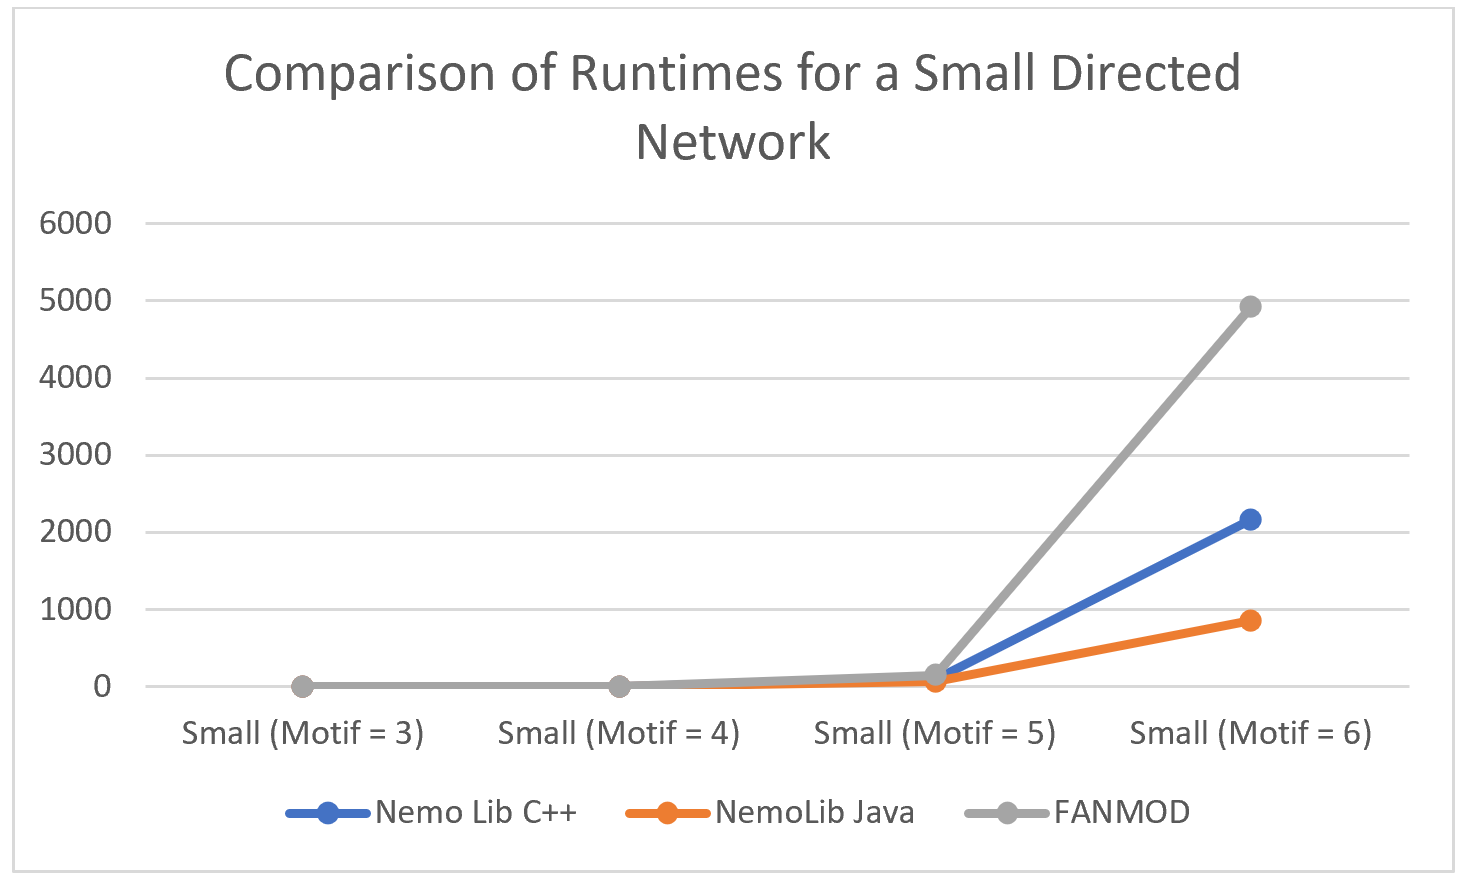 Comparison of Runtimes for a Small Directed
Network
6000
5000
4000
3000
2000
1000
0
Small (Motif = 3) Small (Motif = 4) Small (Motif = 5) Small (Motif = 6)
Nemo Lib C++ NemoLib Java FANMOD